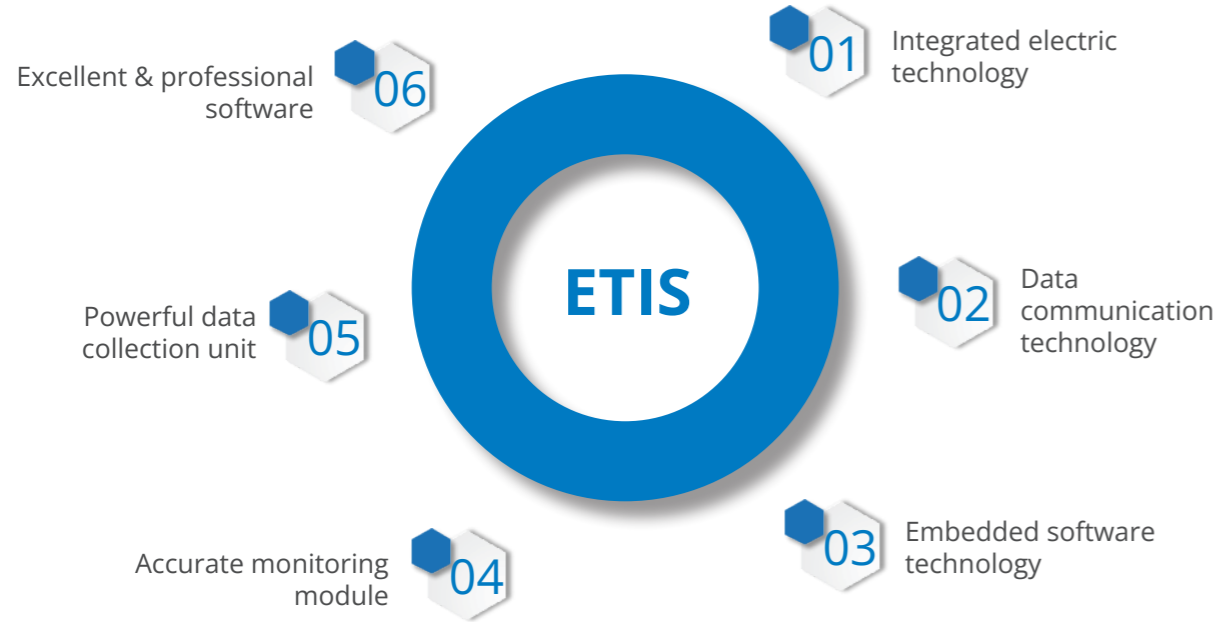 ETIS
01
Integrated electric
technology
02
Data
communication
technology
03
Embedded software
technology
04
Accurate monitoring
module
05
Powerful data
collection unit
06
Excellent & professional
software